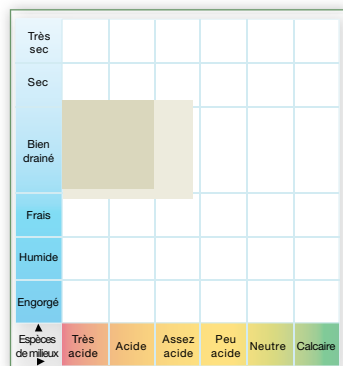 Très
sec
Sec
Bien
drainé
Frais
Humide
Engorgé
Espèces
de milieux
Très
acide
Acide
Assez
acide
Peu
acide
Neutre
Calcaire